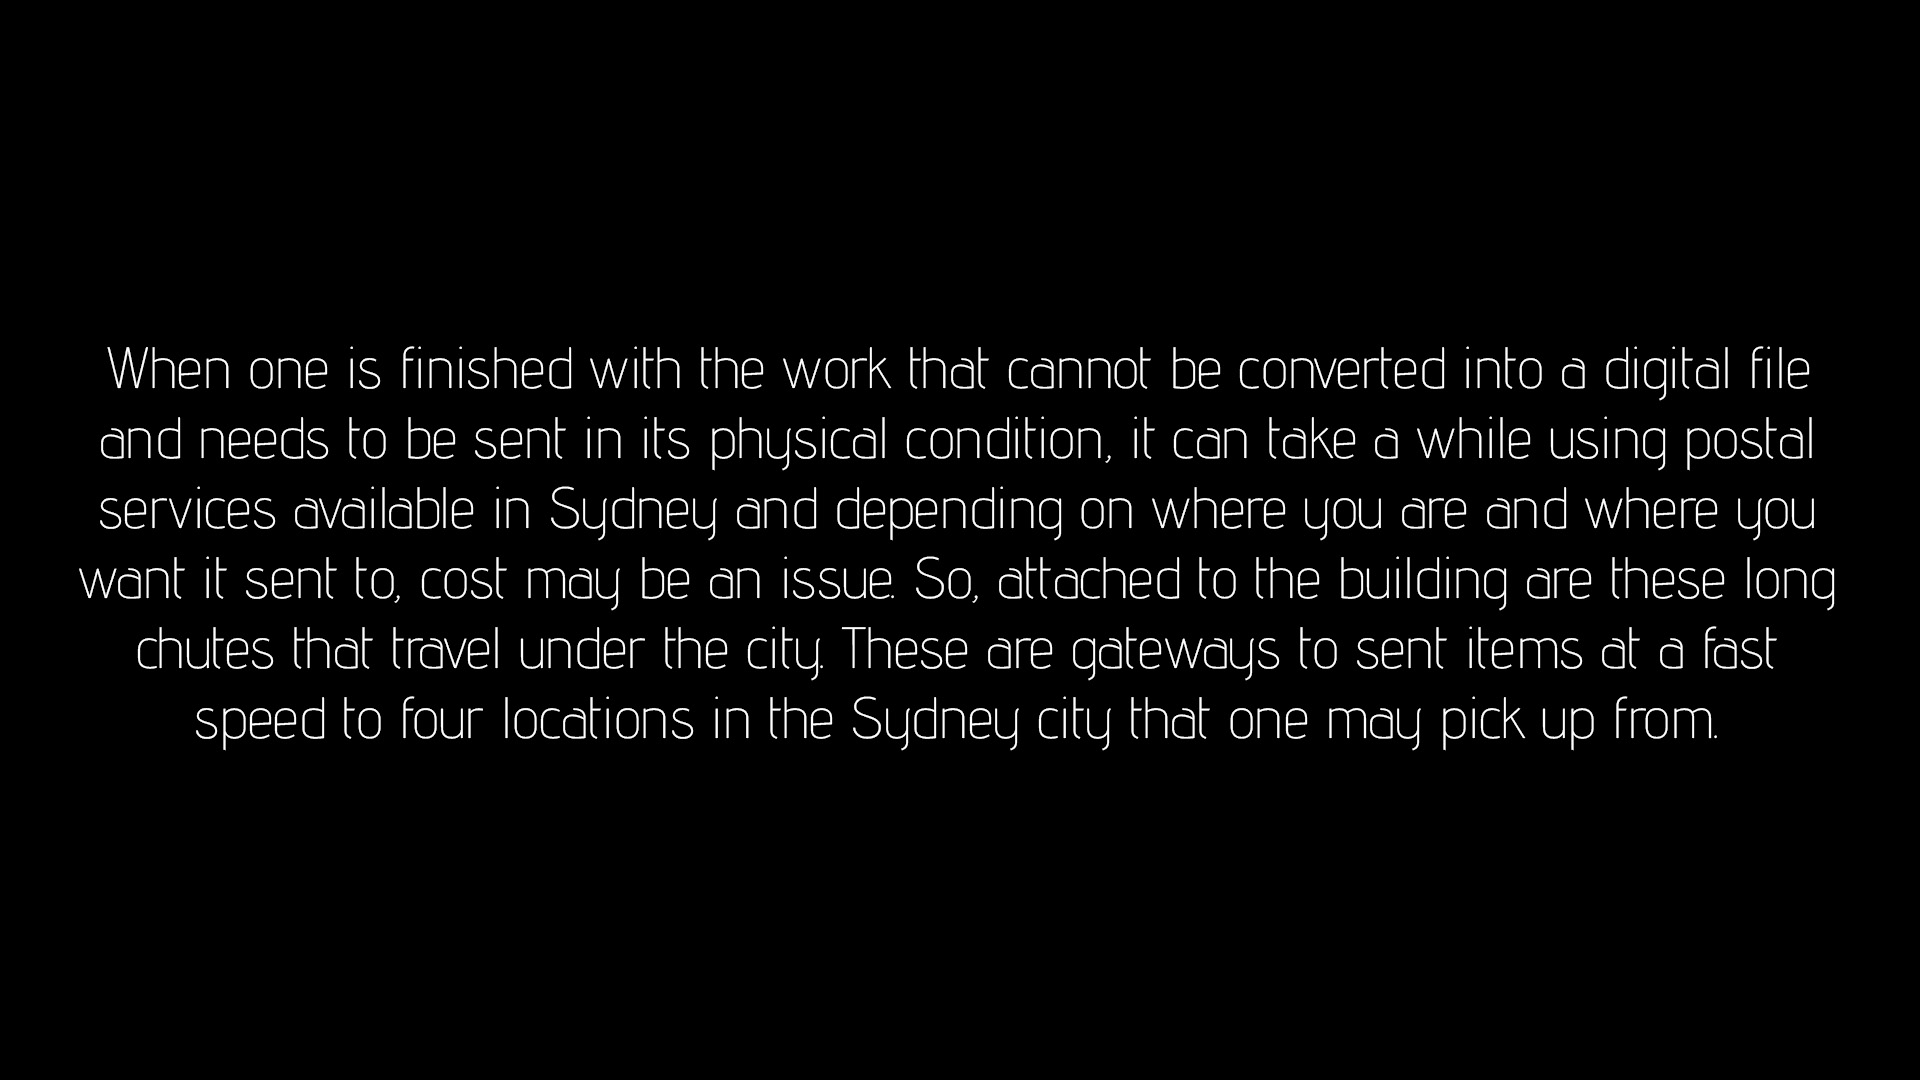 When one is finished with the work that cannot be converted into a digital file
and needs to be sent in its physical condition, it can take a while using postal
services available in Sydney and depending on where you are and where you
want it sent to, cost may be an issue. So, attached to the building are these long
chutes that travel under the city. These are gateways to sent items at a fast
speed to four locations in the Sydney city that one may pick up from.